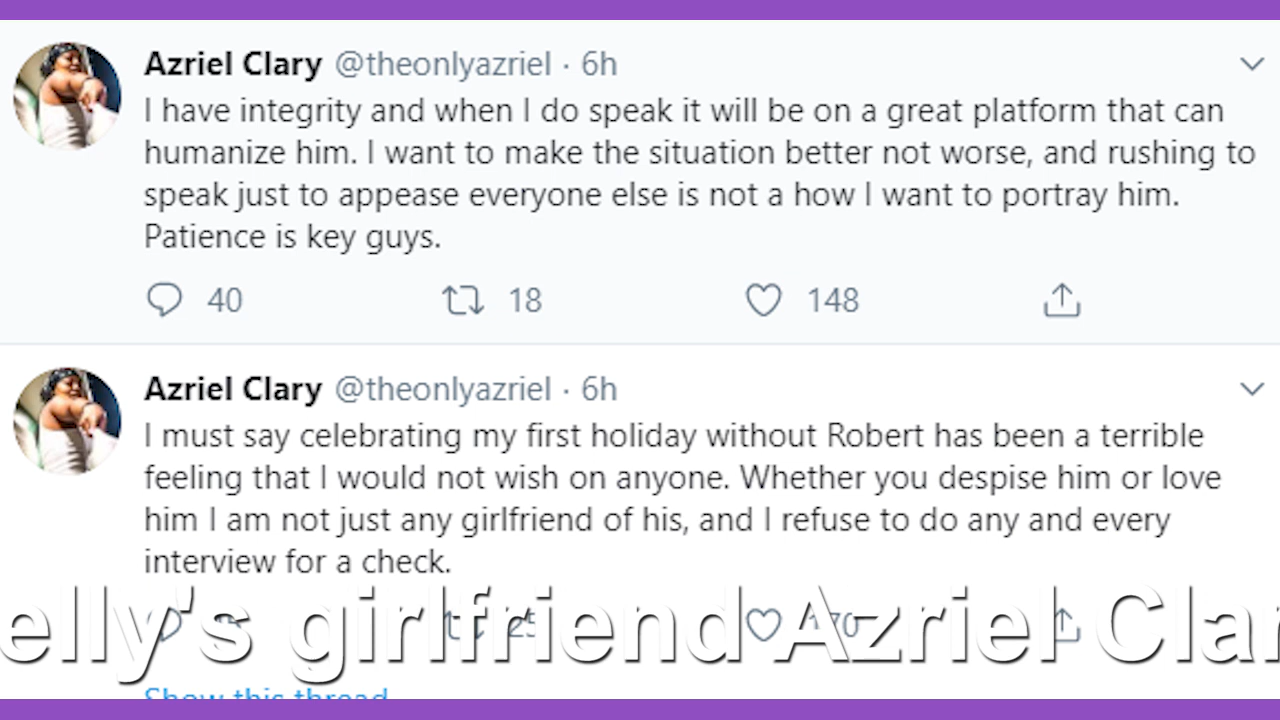 Azriel Clary @theonlyazriel · 6h
I have integrity and when I do speak it will be on a great platform that can
humanize him. I want to make the situation better not worse, and rushing to
speak just to appease everyone else is not a how I want to portray him.
Patience is key guys.
40 18 148
Azriel Clary @theonlyazriel · 6h
I must say celebrating my first holiday without Robert has been a terrible
feeling that I would not wish on anyone. Whether you despise him or love
him I am not just any girlfriend of his, and I refuse to do any and every
interview for a check.
elly's girlfriend Azriel Clar
Show this thread